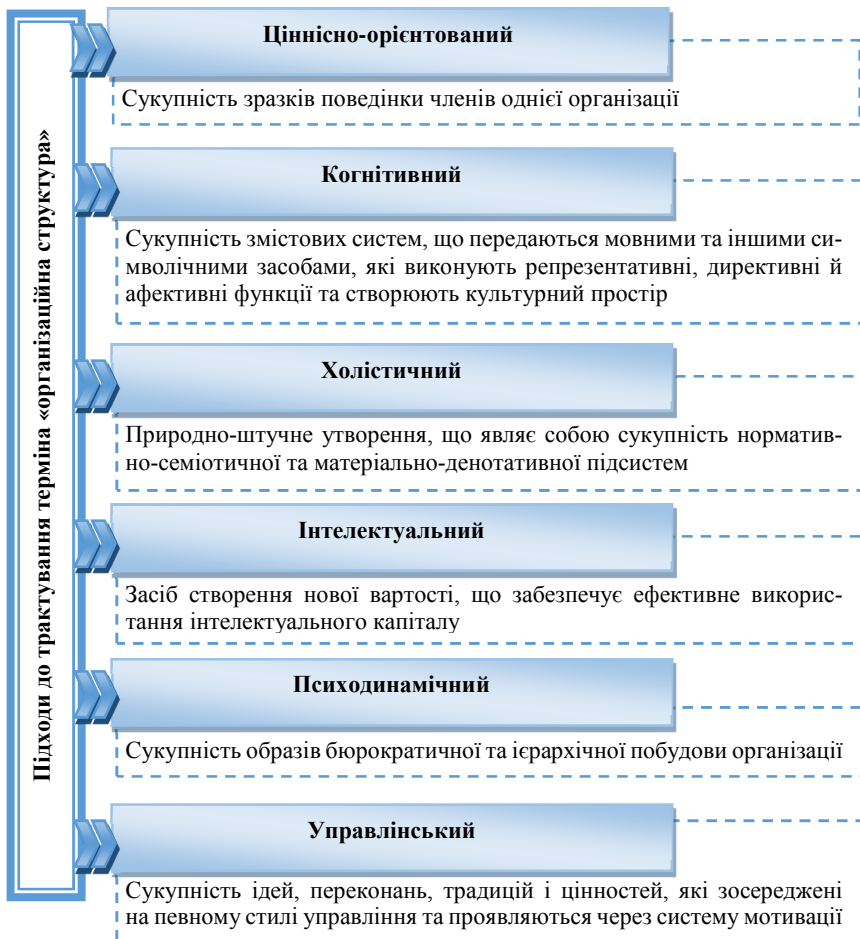 Підходи до трактування терміна «організаційна структура»
Ціннісно-орієнтований
Сукупність зразків поведінки членів однієї організації
Когнітивний
Сукупність змістових систем, що передаються мовними та іншими си-
мволічними засобами, які виконують репрезентативні, директивні й
афективні функції та створюють культурний простір
Холістичний
Природно-штучне утворення, що являє собою сукупність норматив-
но-семіотичної та матеріально-денотативної підсистем
Інтелектуальний
Засіб створення нової вартості, що забезпечує ефективне викорис-
тання інтелектуального капіталу
Психодинамічний
Сукупність образів бюрократичної та ієрархічної побудови організації
Управлінський
Сукупність ідей, переконань, традицій і цінностей, які зосереджені
на певному стилі управління та проявляються через систему мотивації